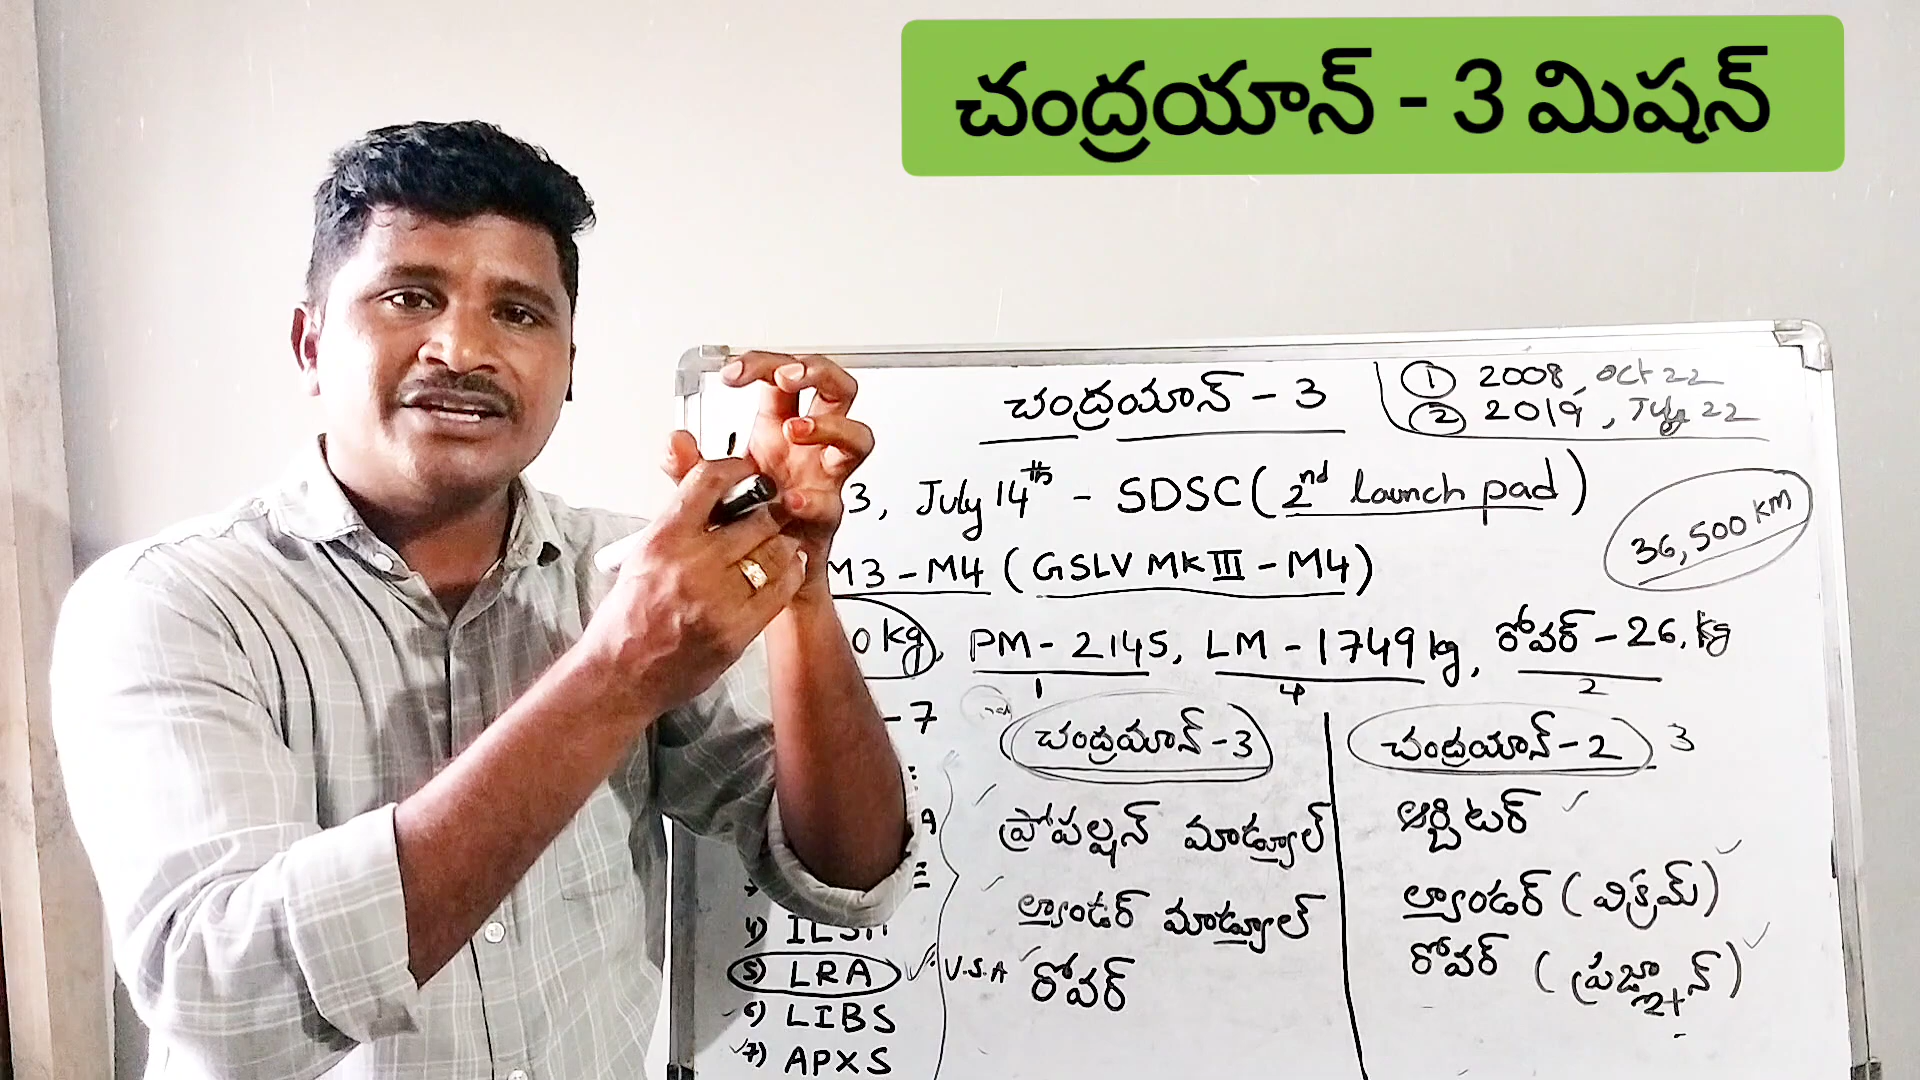 చంద్రయాన్ - 3 మిషన్
చంద్రయాన్ - 3
① 2008, Oct 22
② 2019, July 22
3, July 14th - SDSC (2nd launch pad)
36,500 KM
M3 - M4 (GSLV MK III - M4)
0 kg, PM - 2145, LM - 1749 kg, రోవర్ - 26. kg
1 4 2
- 7
చంద్రయాన్ - 3
చంద్రయాన్ - 2 3
ప్రోపల్షన్ మాడ్యూల్
ఆర్బిటర్
ల్యాండర్ మాడ్యూల్
ల్యాండర్ (విక్రమ్)
రోవర్
రోవర్ (ప్రజ్ఞాన్)
4) ILSA
5) LRA U.S.A
6) LIBS
7) APXS